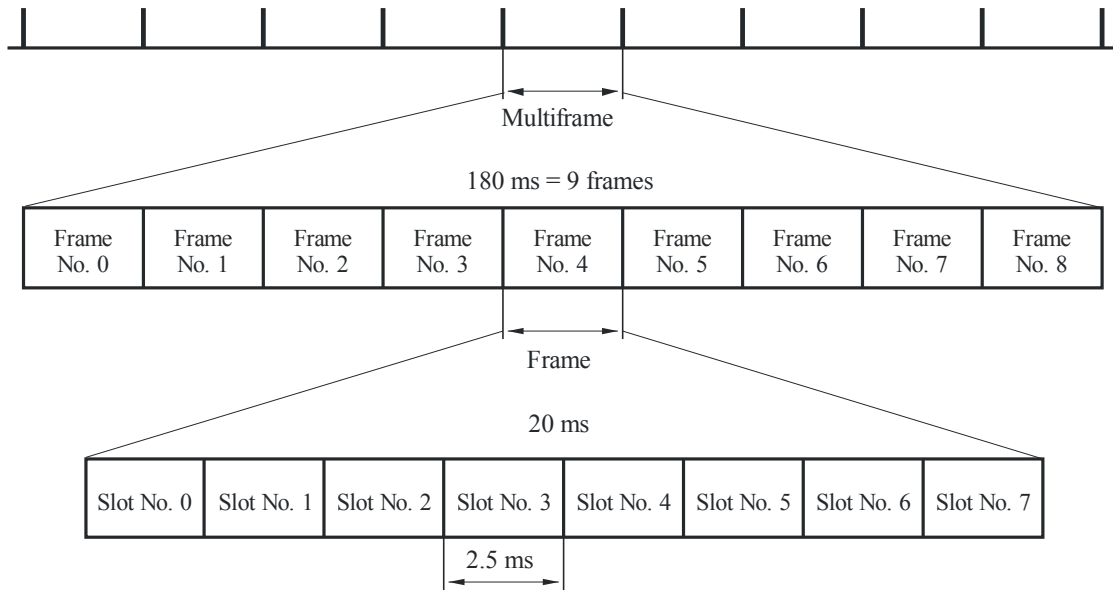 Multiframe
180 ms = 9 frames
Frame No. 0 Frame No. 1 Frame No. 2 Frame No. 3 Frame No. 4 Frame No. 5 Frame No. 6 Frame No. 7 Frame No. 8
Frame
20 ms
Slot No. 0 Slot No. 1 Slot No. 2 Slot No. 3 Slot No. 4 Slot No. 5 Slot No. 6 Slot No. 7
2.5 ms